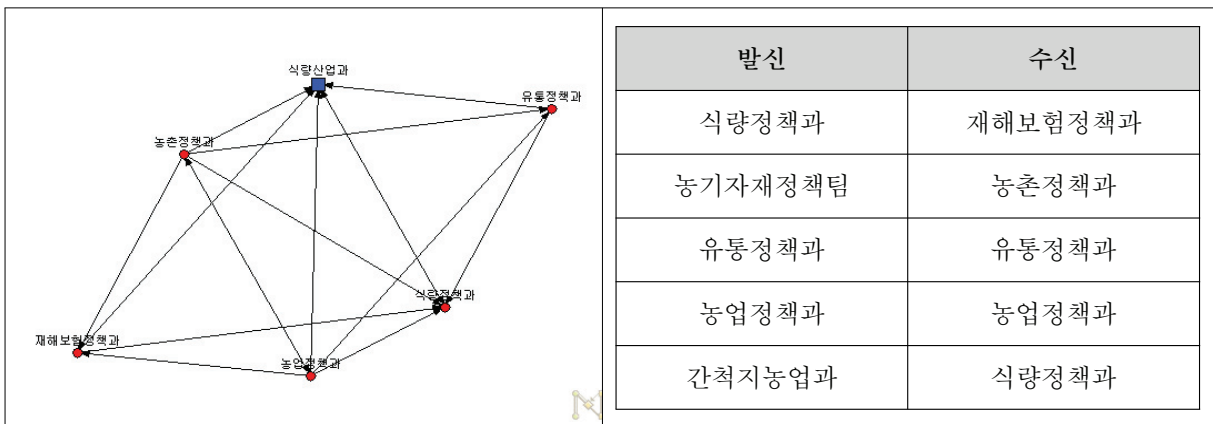 식량산업과
유통정책과
농촌정책과
식량정책과
재해보험정책과
농업정책과
발신 수신
식량정책과 재해보험정책과
농기자재정책팀 농촌정책과
유통정책과 유통정책과
농업정책과 농업정책과
간척지농업과 식량정책과